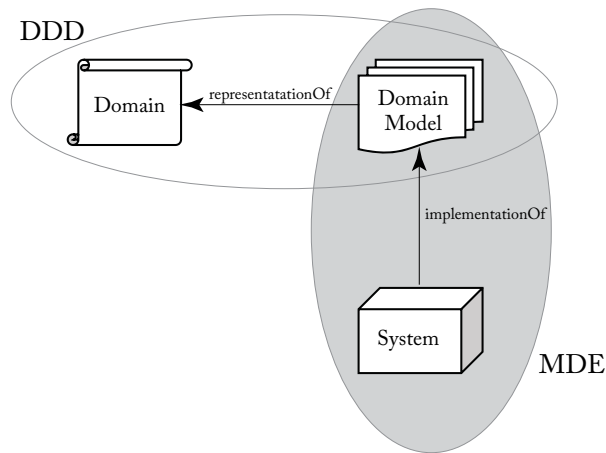 DDD
Domain
representatationOf
Domain
Model
implementationOf
System
MDE